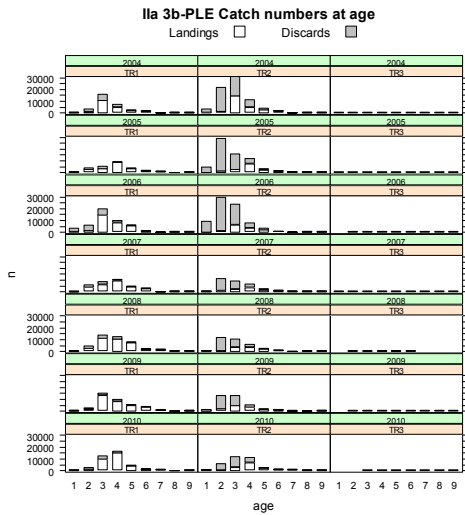 IIa 3b-PLE Catch numbers at age
Landings Discards
2004 2004 2004
TR1 TR2 TR3
30000
20000
10000
0
2005 2005 2005
TR1 TR2 TR3
2006 2006 2006
TR1 TR2 TR3
30000
20000
10000
0
2007 2007 2007
TR1 TR2 TR3
n
2008 2008 2008
TR1 TR2 TR3
30000
20000
10000
0
2009 2009 2009
TR1 TR2 TR3
2010 2010 2010
TR1 TR2 TR3
30000
20000
10000
0
1 2 3 4 5 6 7 8 9 1 2 3 4 5 6 7 8 9 1 2 3 4 5 6 7 8 9
age